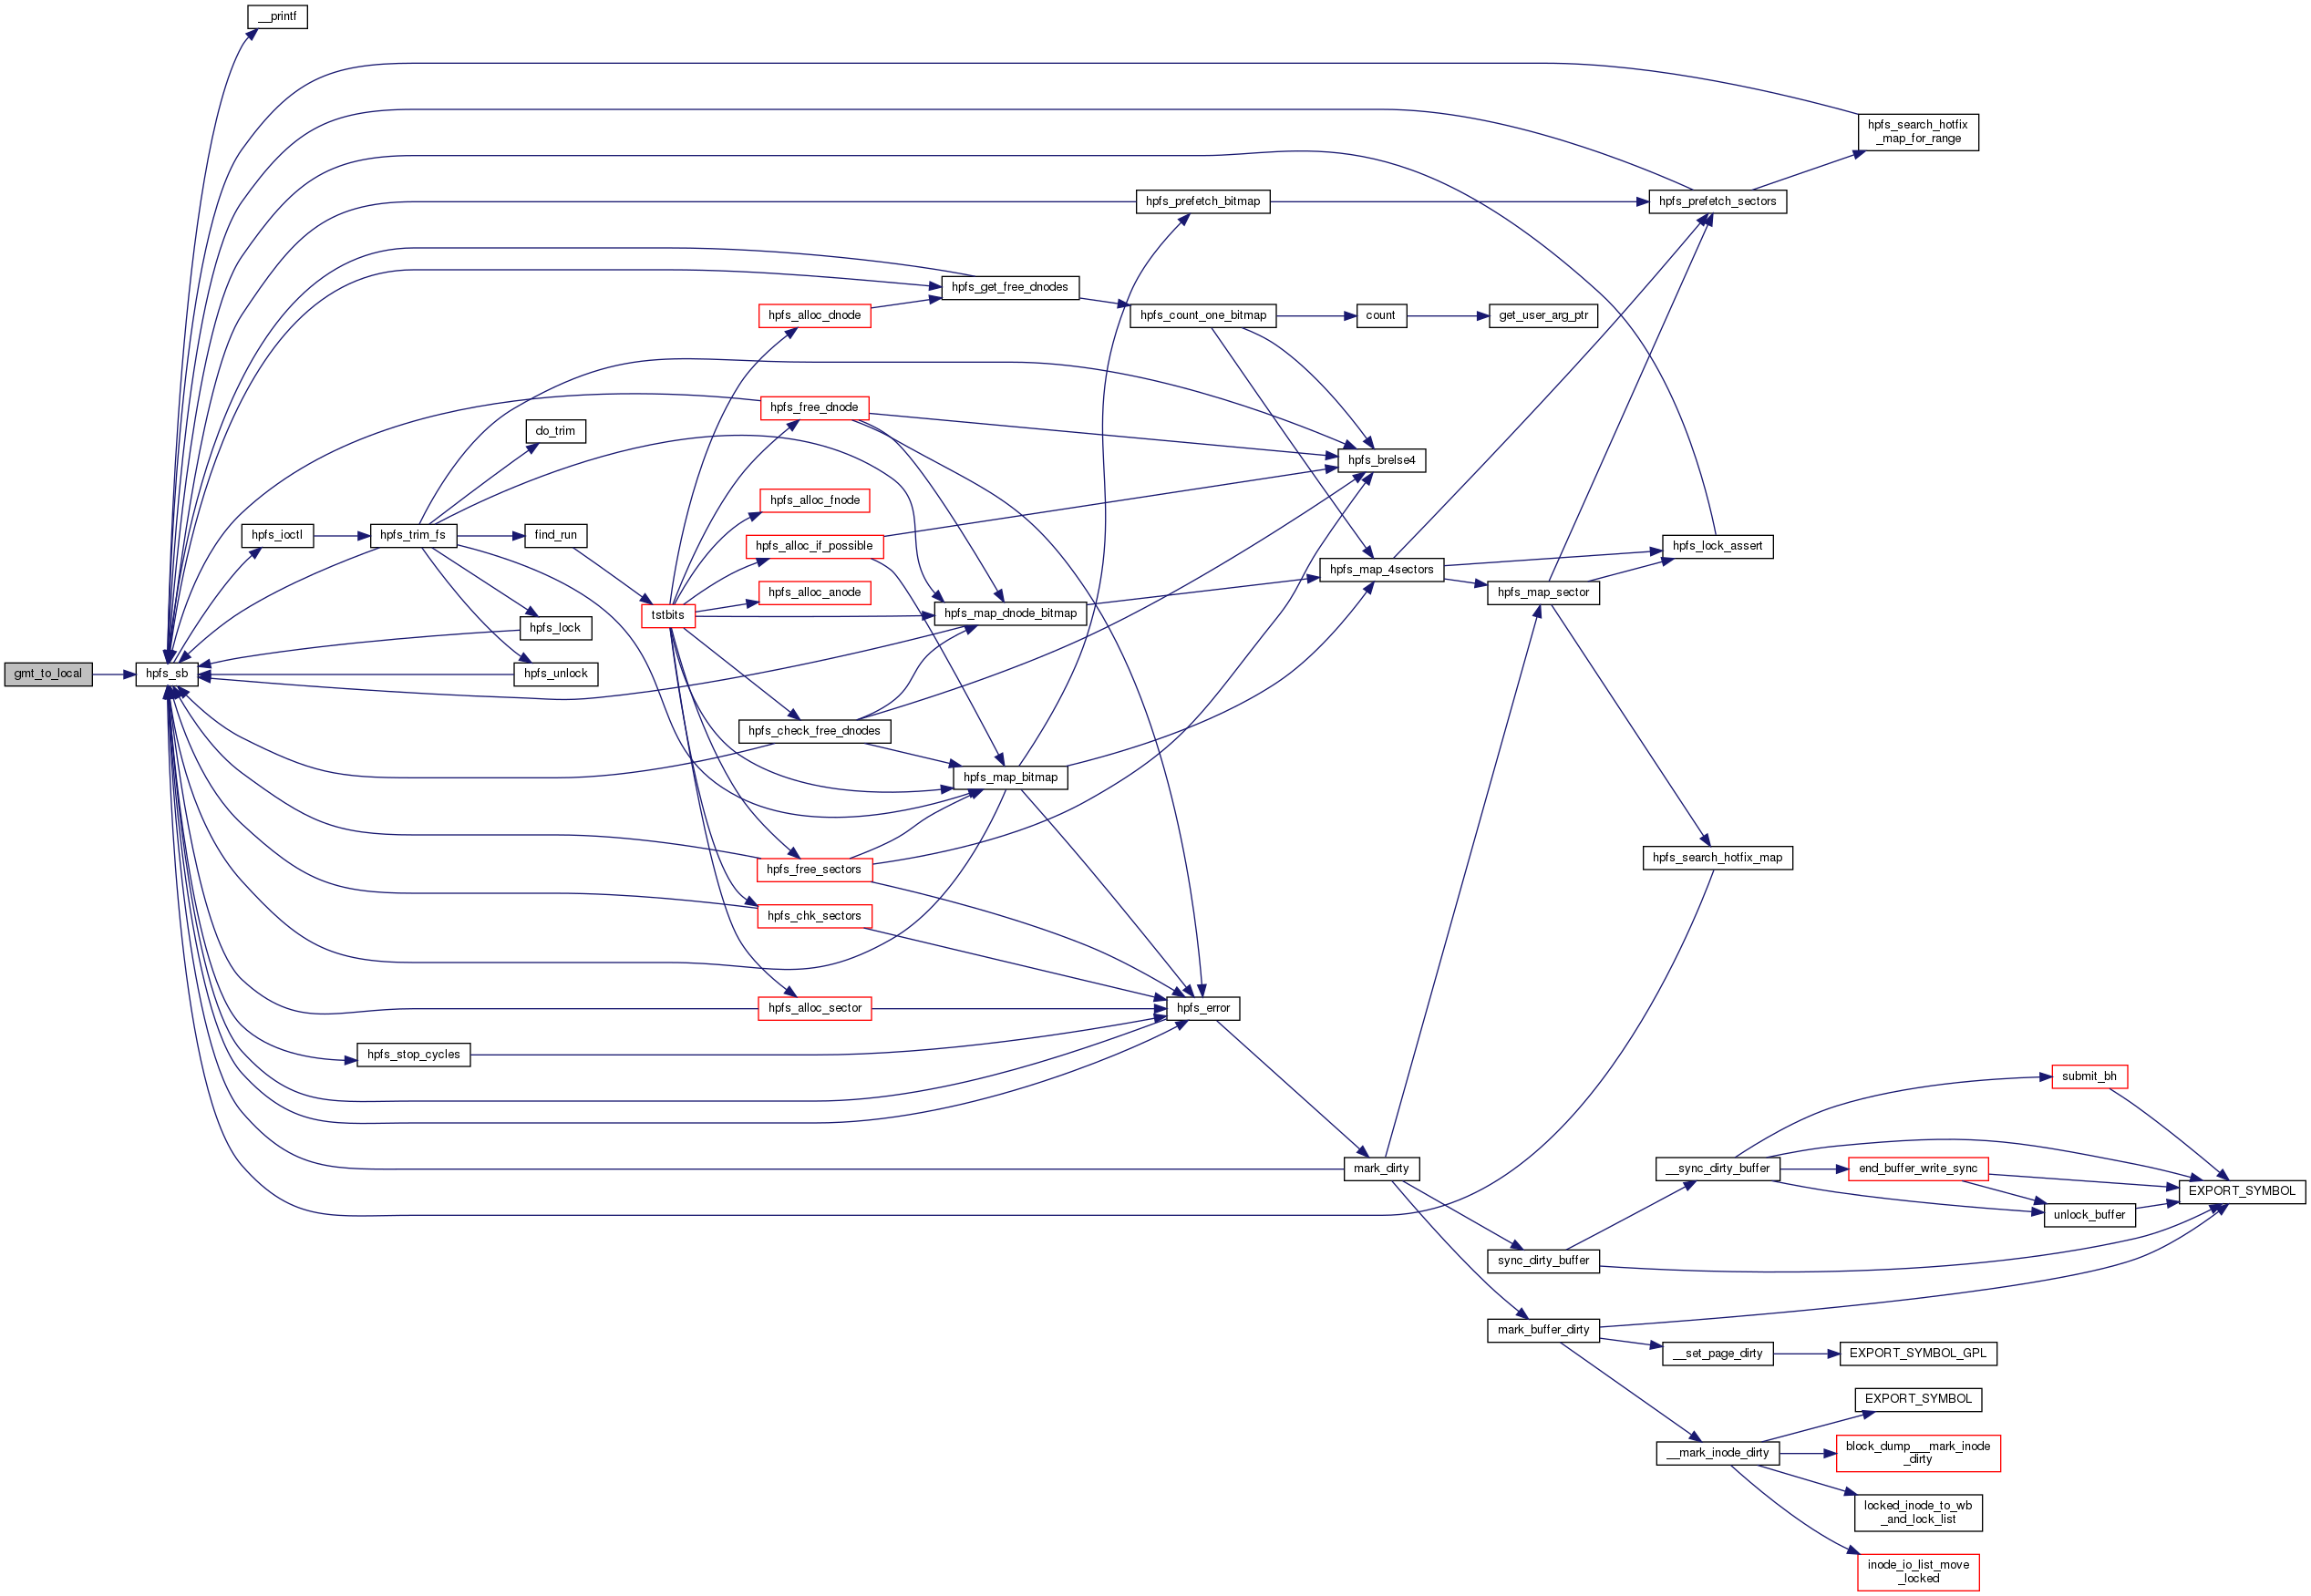 __printf
hpfs_search_hotfix
_map_for_range
hpfs_prefetch_bitmap
hpfs_prefetch_sectors
hpfs_get_free_dnodes
hpfs_alloc_dnode
hpfs_count_one_bitmap
count
get_user_arg_ptr
hpfs_free_dnode
do_trim
hpfs_brelse4
hpfs_alloc_fnode
hpfs_ioctl
hpfs_trim_fs
find_run
hpfs_alloc_if_possible
hpfs_lock_assert
hpfs_map_4sectors
hpfs_alloc_anode
hpfs_map_sector
tstbits
hpfs_map_dnode_bitmap
hpfs_lock
gmt_to_local
hpfs_sb
hpfs_unlock
hpfs_check_free_dnodes
hpfs_map_bitmap
hpfs_search_hotfix_map
hpfs_free_sectors
hpfs_chk_sectors
hpfs_alloc_sector
hpfs_error
hpfs_stop_cycles
submit_bh
mark_dirty
__sync_dirty_buffer
end_buffer_write_sync
EXPORT_SYMBOL
unlock_buffer
sync_dirty_buffer
mark_buffer_dirty
__set_page_dirty
EXPORT_SYMBOL_GPL
EXPORT_SYMBOL
__mark_inode_dirty
block_dump___mark_inode
_dirty
locked_inode_to_wb
_and_lock_list
inode_io_list_move
_locked